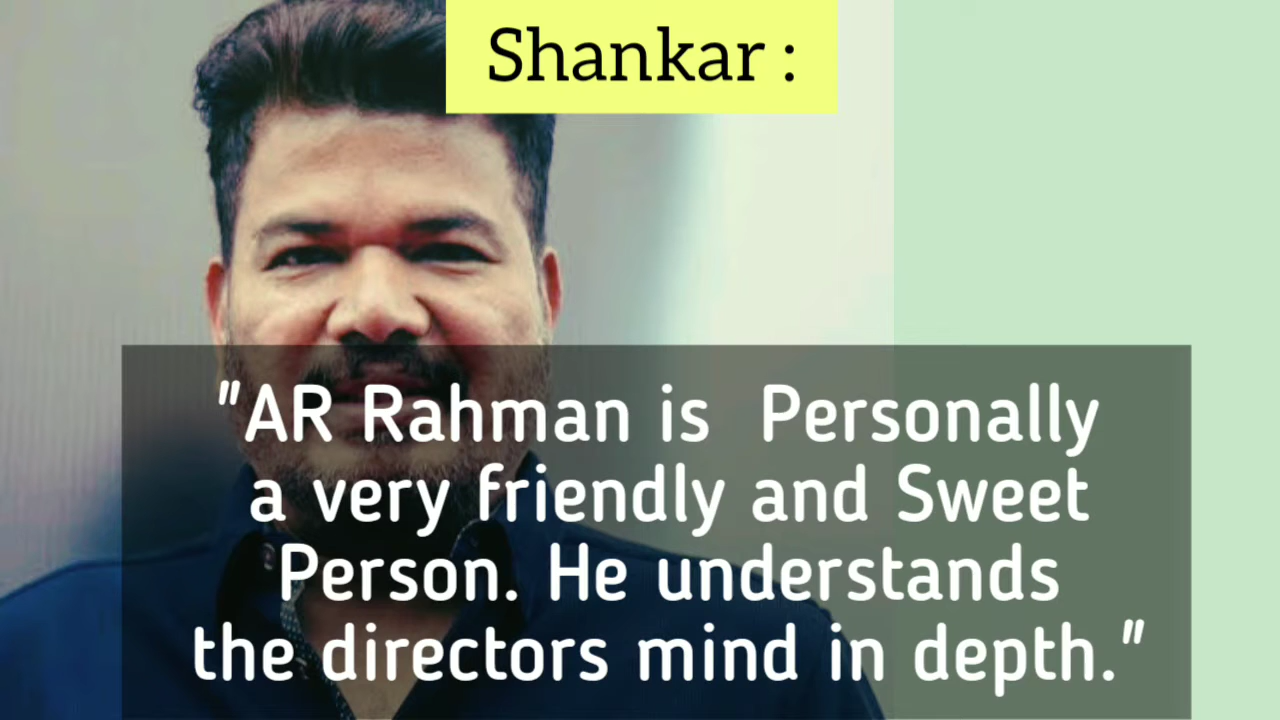 Shankar :
"AR Rahman is  Personally
a very friendly and Sweet
Person. He understands
the directors mind in depth."